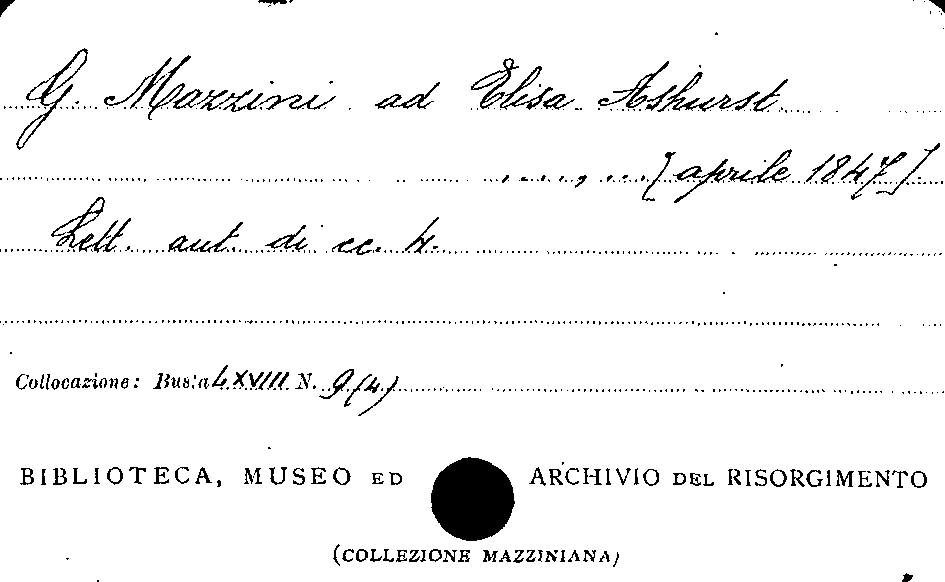 G. Mazzini ad Elisa Ashurst
...., ... [aprile 1847].
Lett. aut. di cc. 4.
Collocazione: Busta LXVIII N. 9(4)
BIBLIOTECA, MUSEO ED ARCHIVIO DEL RISORGIMENTO
(COLLEZIONE MAZZINIANA)